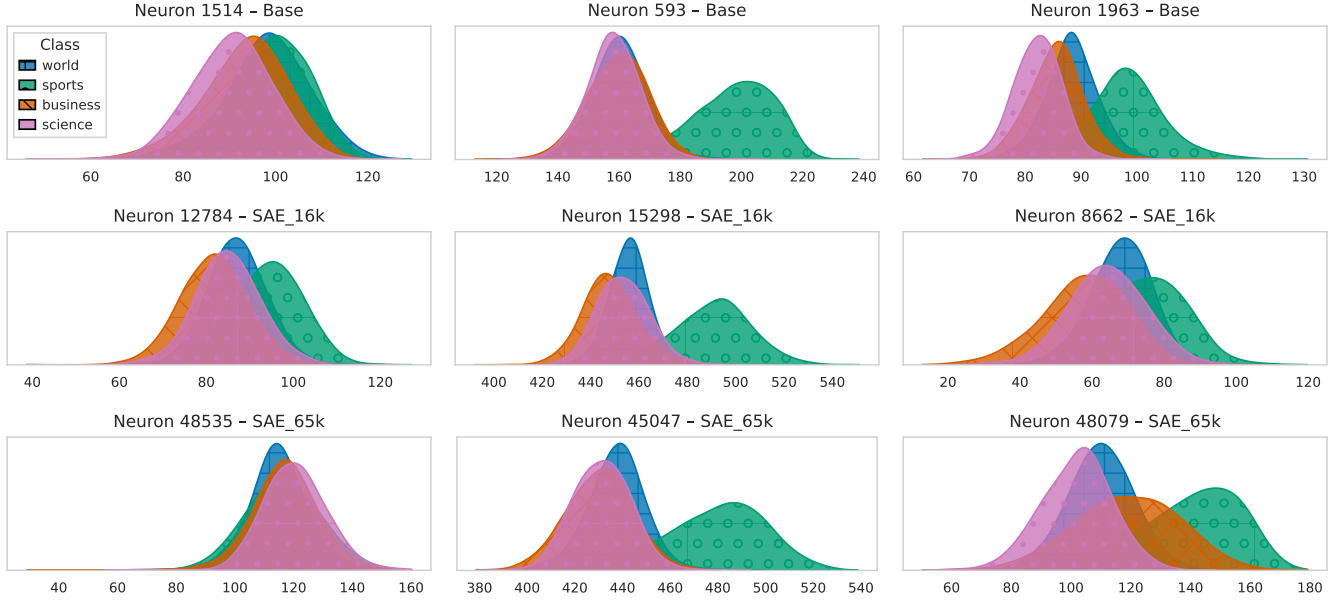 Neuron 1514 – Base
Neuron 593 – Base
Neuron 1963 – Base
Class
world
sports
business
science
60 80 100 120
120 140 160 180 200 220 240
60 70 80 90 100 110 120 130
Neuron 12784 – SAE_16k
Neuron 15298 – SAE_16k
Neuron 8662 – SAE_16k
40 60 80 100 120
400 420 440 460 480 500 520 540
20 40 60 80 100 120
Neuron 48535 – SAE_65k
Neuron 45047 – SAE_65k
Neuron 48079 – SAE_65k
40 60 80 100 120 140 160
380 400 420 440 460 480 500 520 540
60 80 100 120 140 160 180